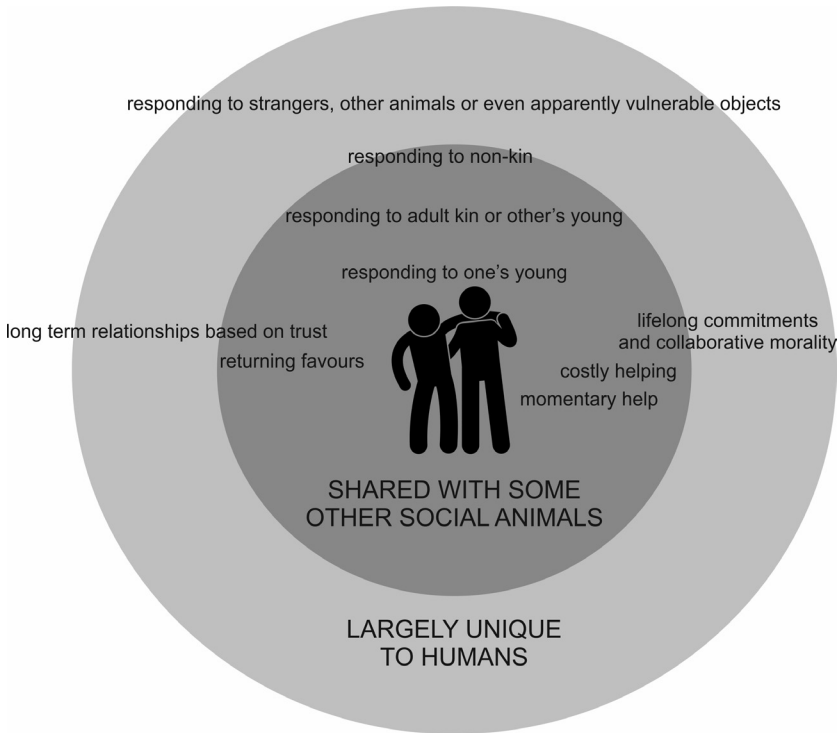 responding to strangers, other animals or even apparently vulnerable objects
responding to non-kin
responding to adult kin or other's young
responding to one's young
long term relationships based on trust
returning favours
lifelong commitments
and collaborative morality
costly helping
momentary help
SHARED WITH SOME
OTHER SOCIAL ANIMALS
LARGELY UNIQUE
TO HUMANS